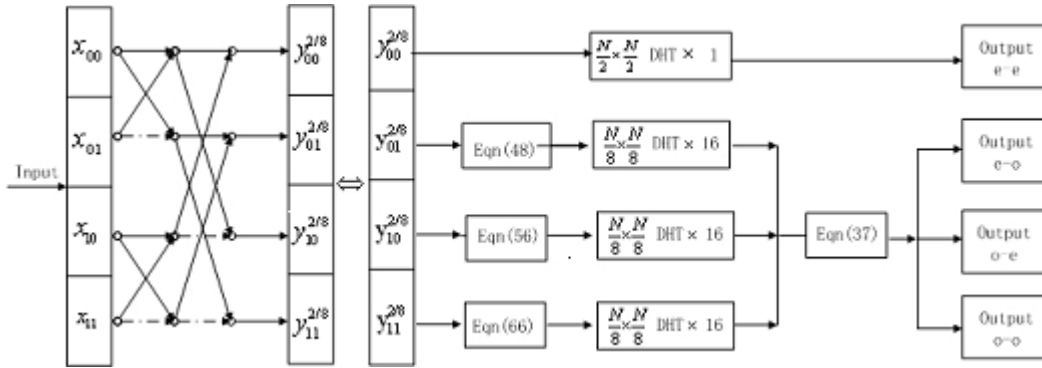 Input
x₀₀
x₀₁
x₁₀
x₁₁
y₀₀^2/8
y₀₁^2/8
y₁₀^2/8
y₁₁^2/8
⇔
y₀₀^2/8
y₀₁^2/8
y₁₀^2/8
y₁₁^2/8
N/2 × N/2 DHT × 1
Eqn(48)
N/8 × N/8 DHT × 16
Eqn(56)
N/8 × N/8 DHT × 16
Eqn(66)
N/8 × N/8 DHT × 16
Eqn(37)
Output
e-e
Output
e-o
Output
o-e
Output
o-o